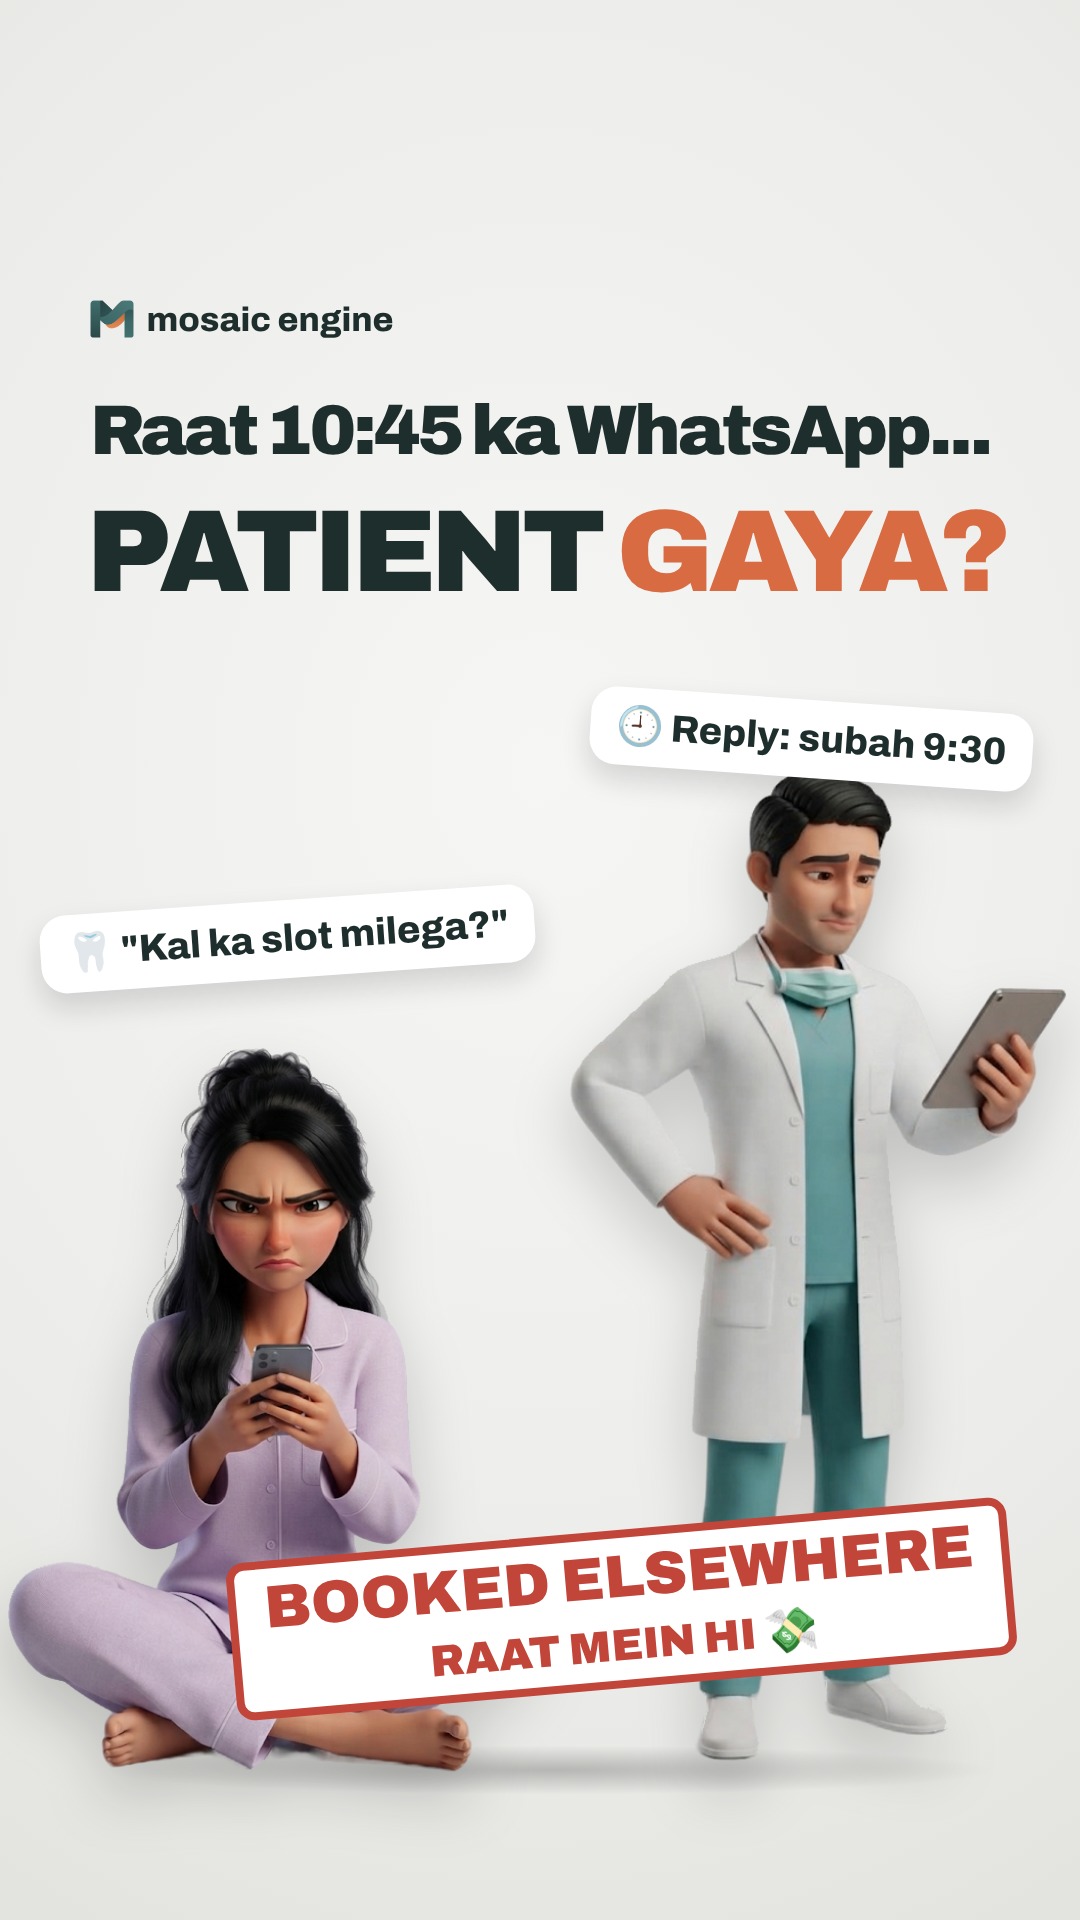 mosaic engine
Raat 10:45 ka WhatsApp...
PATIENT GAYA?
Reply: subah 9:30
"Kal ka slot milega?"
BOOKED ELSEWHERE
RAAT MEIN HI